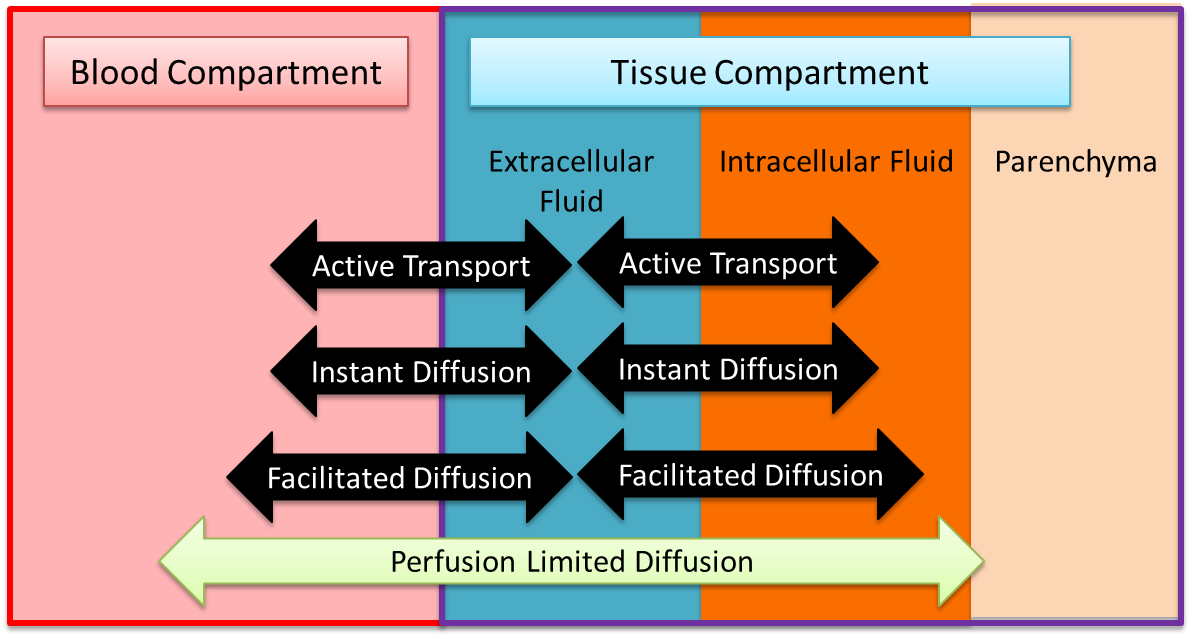 Blood Compartment
Tissue Compartment
Extracellular
Fluid
Intracellular Fluid
Parenchyma
Active Transport
Active Transport
Instant Diffusion
Instant Diffusion
Facilitated Diffusion
Facilitated Diffusion
Perfusion Limited Diffusion